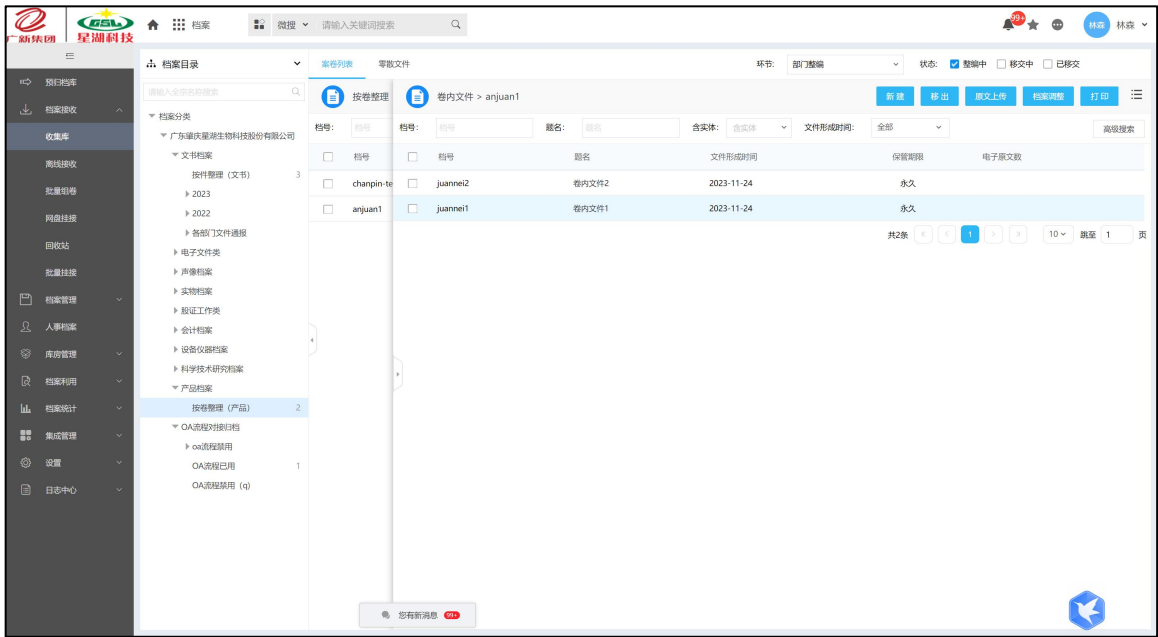 广新集团
GSL
星湖科技
档案
微搜
请输入关键词搜索
99+
林森
林森
预归档库
档案接收
收集库
离线接收
批量组卷
网盘挂接
回收站
批量挂接
档案管理
人事档案
库房管理
档案利用
档案统计
集成管理
设置
日志中心
档案目录
请输入全宗名称搜索
档案分类
广东肇庆星湖生物科技股份有限公司
文书档案
按件整理（文书） 3
2023
2022
各部门文件通报
电子文件类
声像档案
实物档案
股证工作类
会计档案
设备仪器档案
科学技术研究档案
产品档案
按卷整理（产品） 2
OA流程对接归档
oa流程禁用
OA流程已用 1
OA流程禁用（q)
案卷列表 零散文件
环节: 部门整编 状态: 整编中 移交中 已移交
按卷整理
档号: 档号
档号
chanpin-te
anjuan1
卷内文件 > anjuan1
新建 移出 原文上传 档案调整 打印
档号: 档号 题名: 题名 含实体: 含实体 文件形成时间: 全部
高级搜索
档号 题名 文件形成时间 保管期限 电子原文数
juannei2 卷内文件2 2023-11-24 永久
juannei1 卷内文件1 2023-11-24 永久
共2条 1 10 跳至 1 页
您有新消息 99+